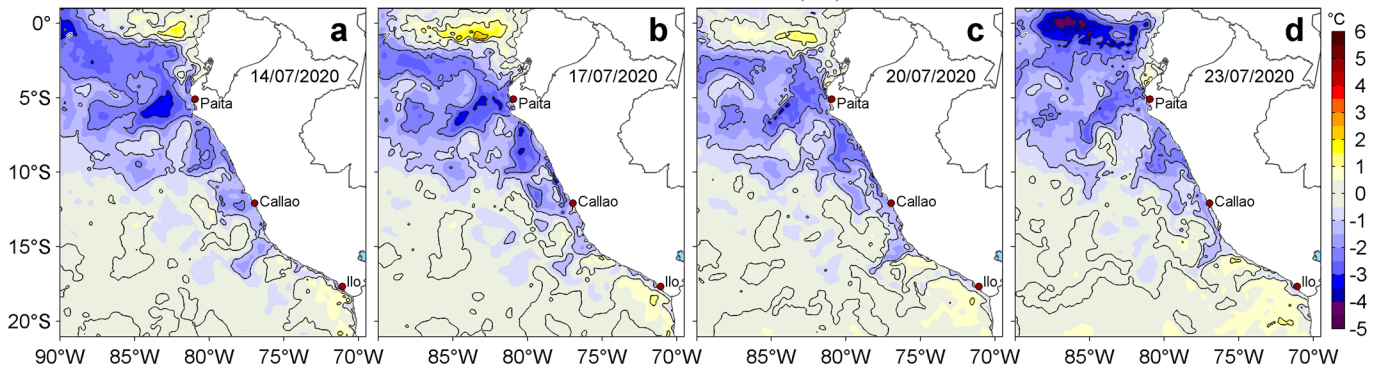 a
b
c
d
°C
14/07/2020
17/07/2020
20/07/2020
23/07/2020
Paita
Callao
Ilo
Paita
Callao
Ilo
Paita
Callao
Ilo
Paita
Callao
Ilo
0°
5°S
10°S
15°S
20°S
90°W 85°W 80°W 75°W 70°W
85°W 80°W 75°W 70°W
85°W 80°W 75°W 70°W
85°W 80°W 75°W 70°W
6
5
4
3
2
1
0
-1
-2
-3
-4
-5